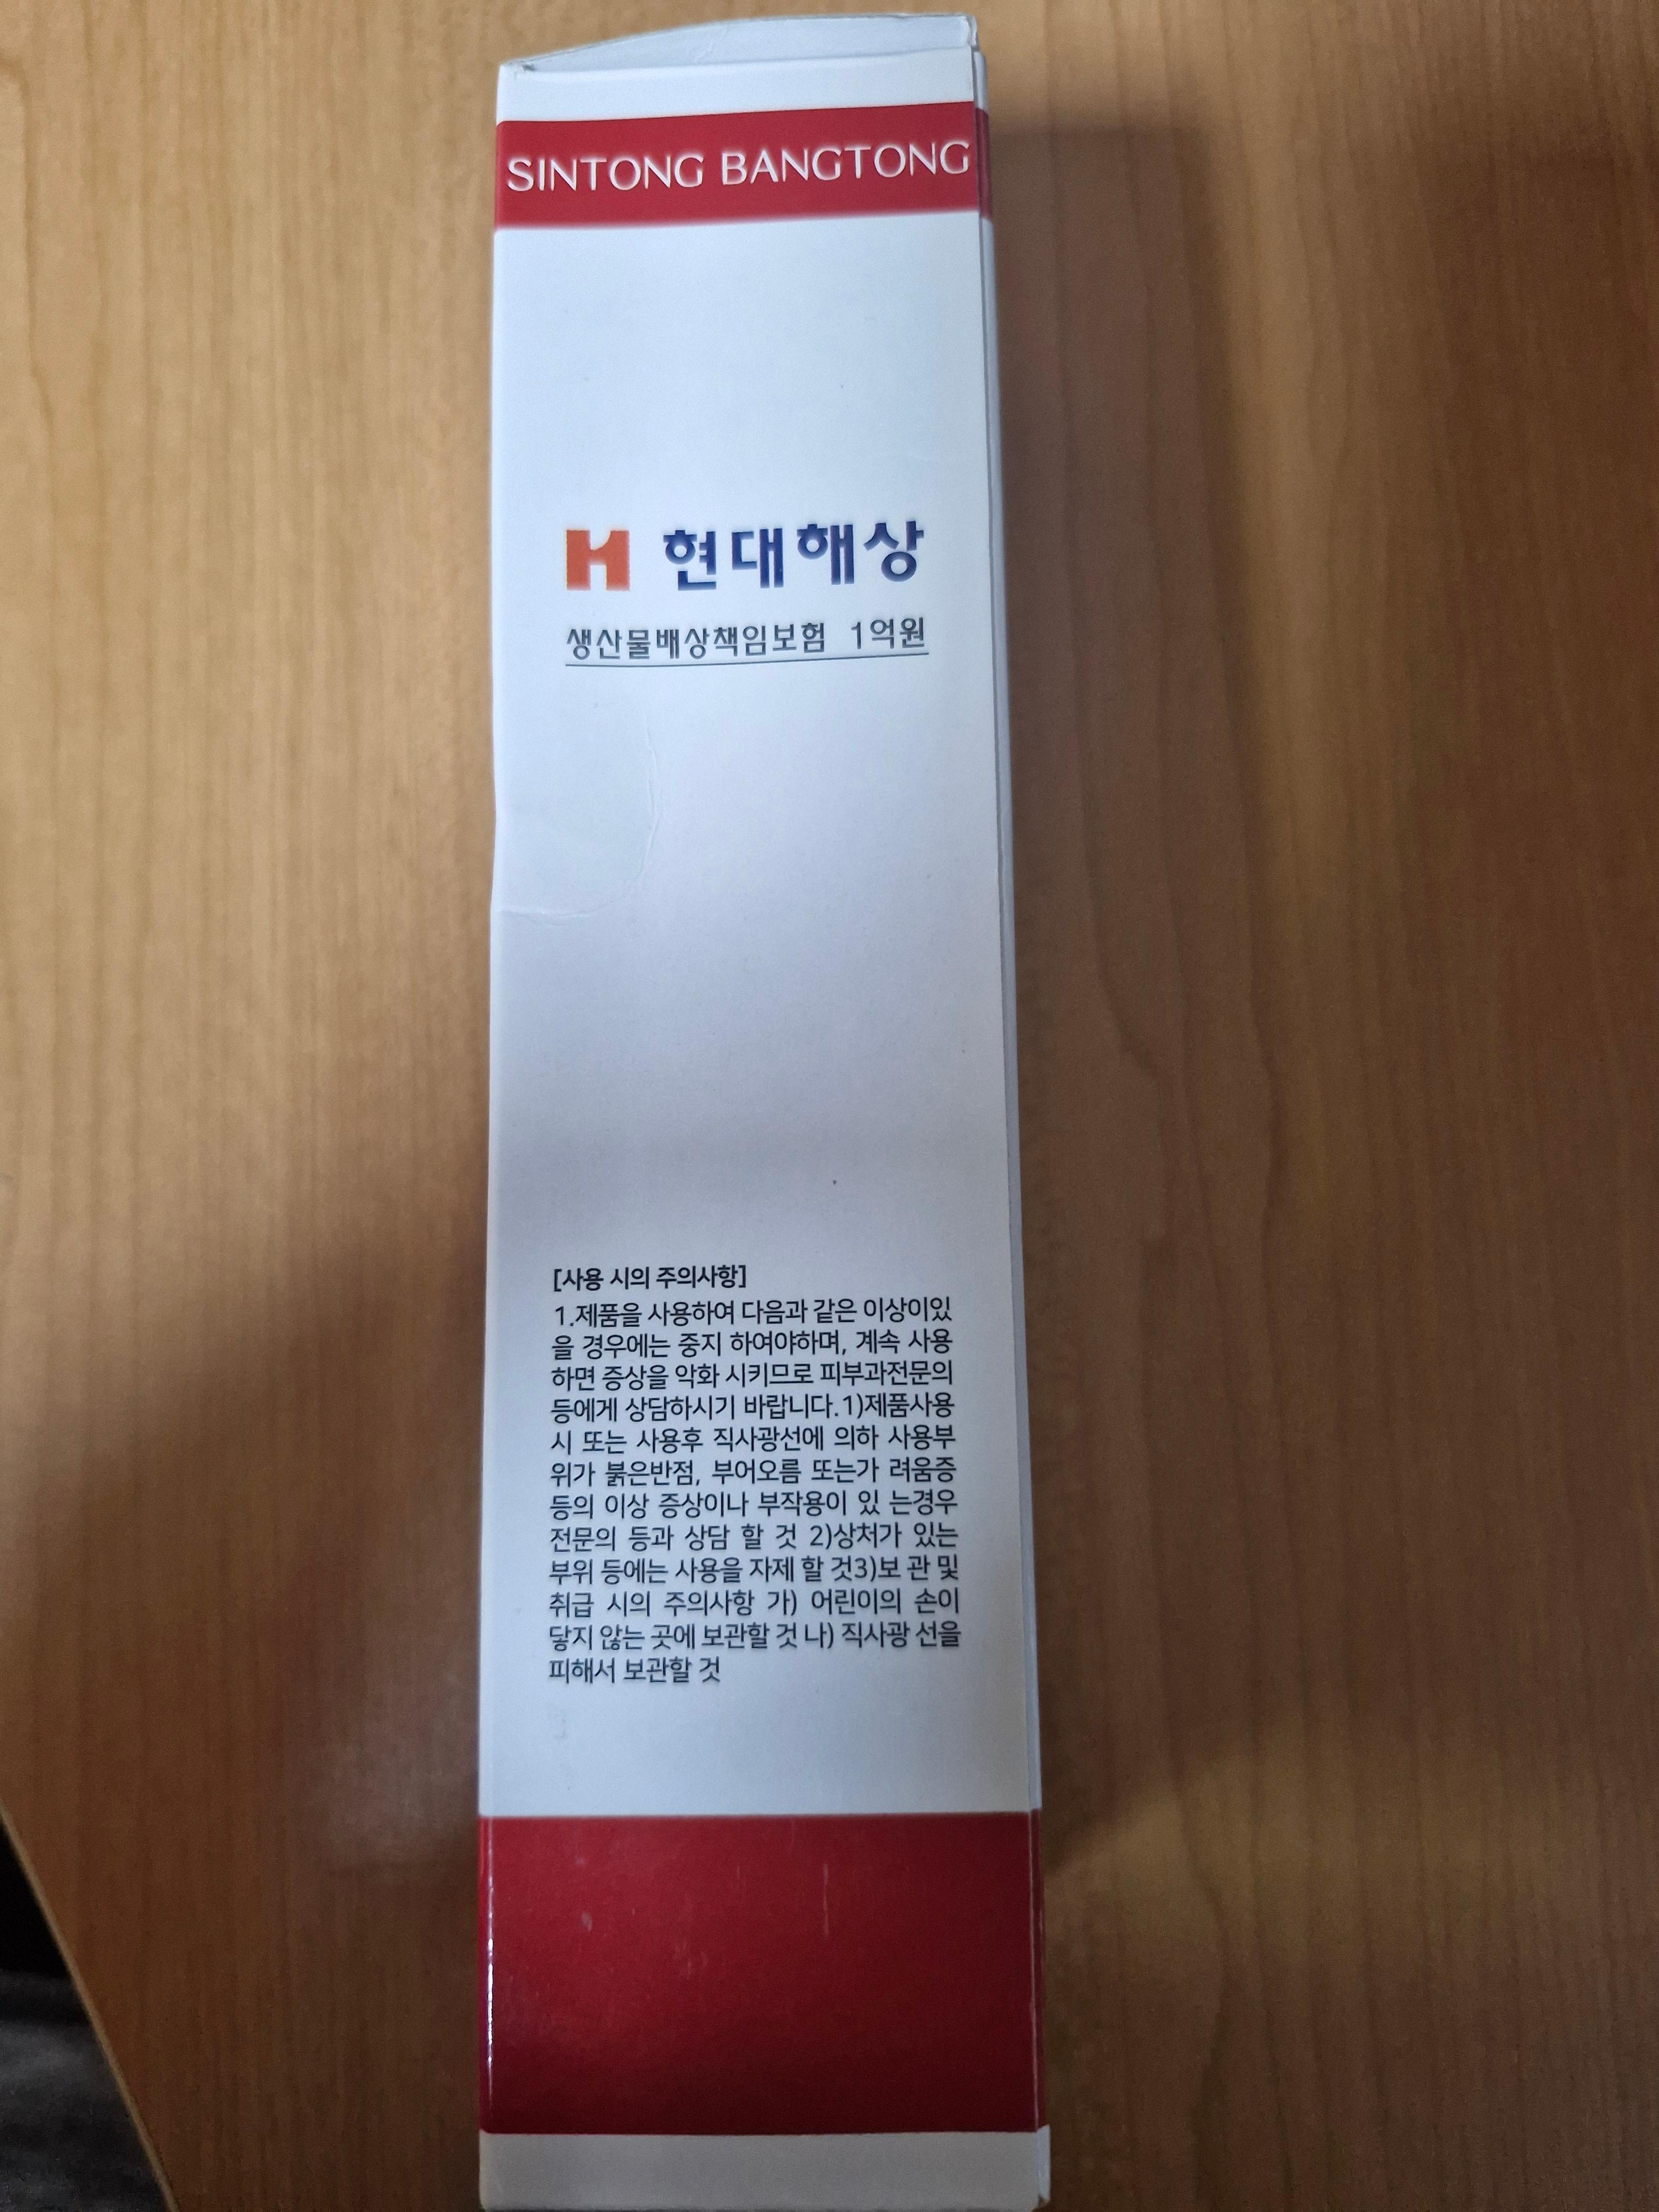 SINTONG BANGTONG
현대해상
생산물배상책임보험 1억원
[사용 시의 주의사항]
1.제품을 사용하여 다음과 같은 이상이있
을 경우에는 중지 하여야하며, 계속 사용
하면 증상을 악화 시키므로 피부과전문의
등에게 상담하시기 바랍니다.1)제품사용
시 또는 사용후 직사광선에 의하 사용부
위가 붉은반점, 부어오름 또는가 려움증
등의 이상 증상이나 부작용이 있 는경우
전문의 등과 상담 할 것 2)상처가 있는
부위 등에는 사용을 자제 할 것3)보 관 및
취급 시의 주의사항 가) 어린이의 손이
닿지 않는 곳에 보관할 것 나) 직사광 선을
피해서 보관할 것